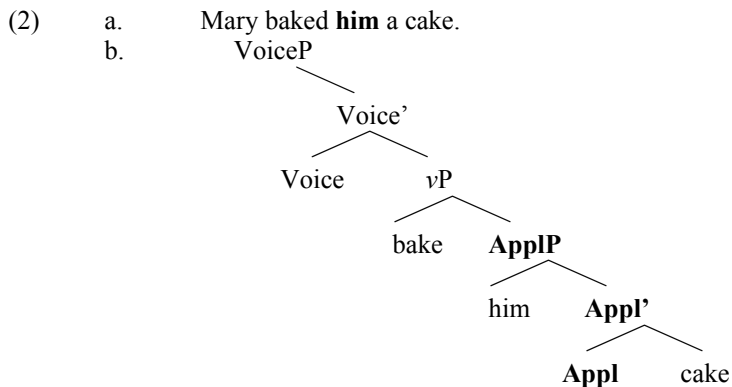 (2) a. Mary baked him a cake.
b. VoiceP
Voice’
Voice vP
bake ApplP
him Appl’
Appl cake